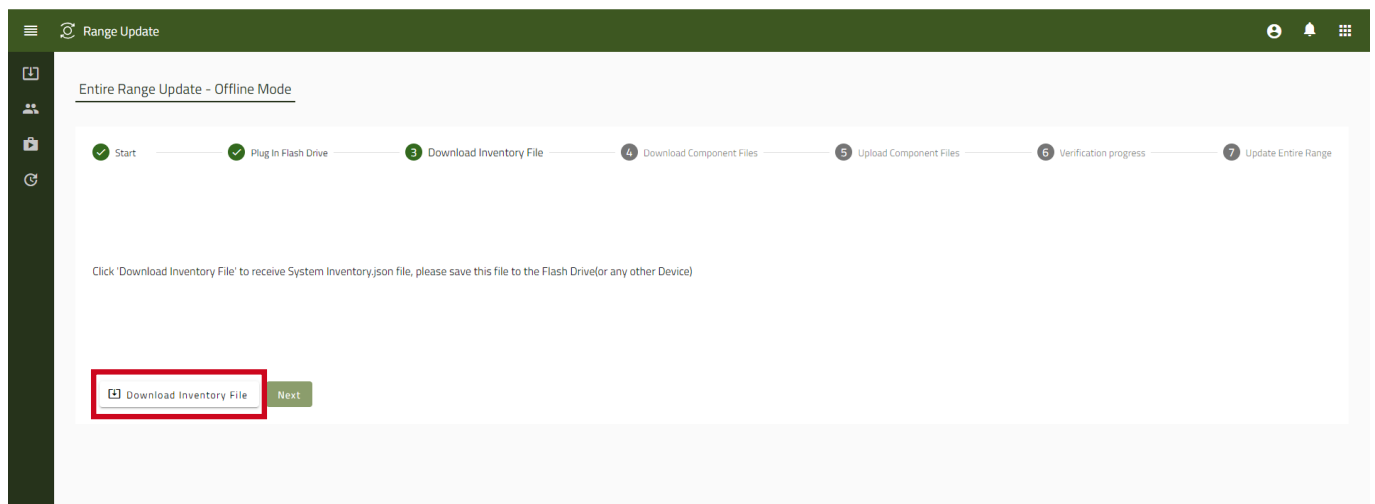 Range Update
Entire Range Update - Offline Mode
Start
Plug In Flash Drive
3 Download Inventory File
4 Download Component Files
5 Upload Component Files
6 Verification progress
7 Update Entire Range
Click 'Download Inventory File' to receive System Inventory.json file, please save this file to the Flash Drive(or any other Device)
Download Inventory File
Next